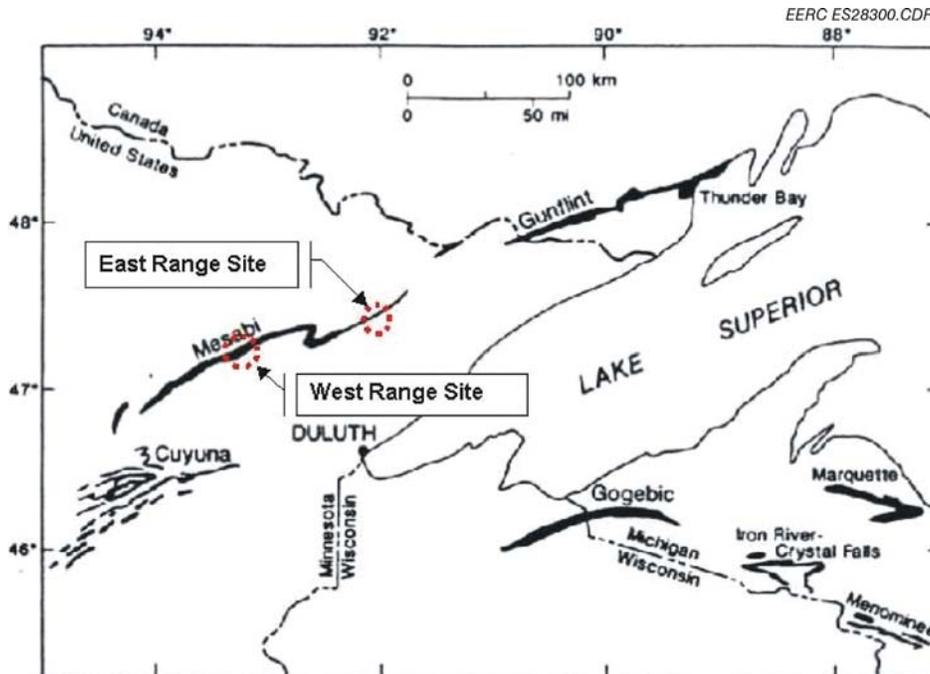 EERC ES28300.CDR
94°
92°
90°
88°
0
100 km
0
50 mi
Canada
United States
48°
Gunflint
Thunder Bay
East Range Site
Mesabi
LAKE SUPERIOR
47°
West Range Site
DULUTH
Cuyuna
Marquette
Gogebic
Minnesota
Wisconsin
46°
Michigan
Wisconsin
Iron River-
Crystal Falls
Menominee